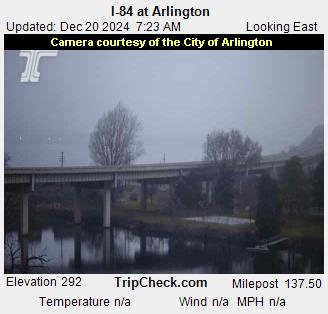 I-84 at Arlington
Updated: Dec 20 2024 7:23 AM Looking East
Camera courtesy of the City of Arlington
Elevation 292 TripCheck.com Milepost 137.50
Temperature n/a Wind n/a MPH n/a